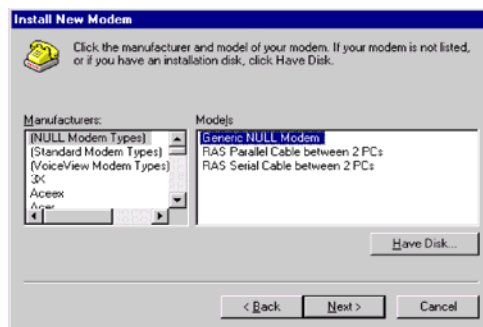 Install New Modem
Click the manufacturer and model of your modem. If your modem is not listed,
or if you have an installation disk, click Have Disk.
Manufacturers:
(NULL Modem Types)
(Standard Modem Types)
(VoiceView Modem Types)
3X
Aceex
Acer
Models
Generic NULL Modem
RAS Parallel Cable between 2 PCs
RAS Serial Cable between 2 PCs
Have Disk...
< Back
Next >
Cancel